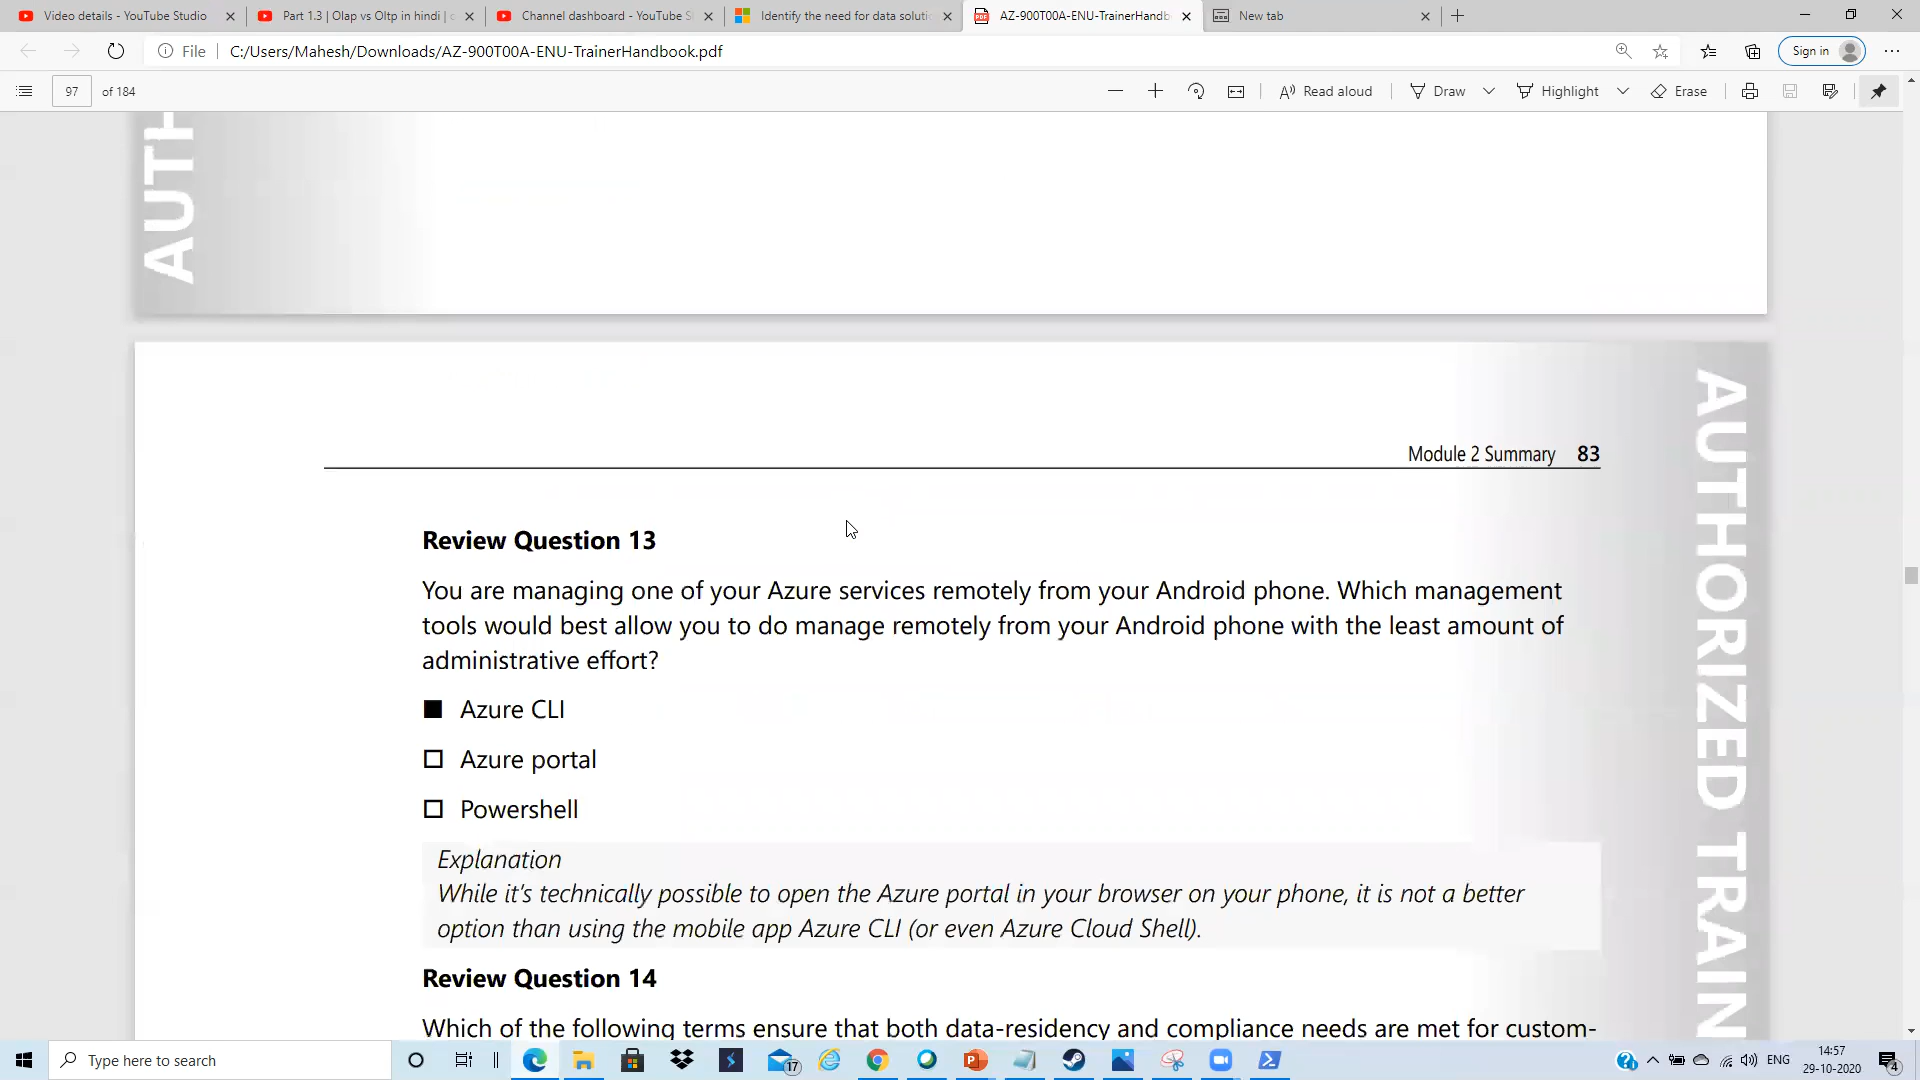 Video details - YouTube Studio
Part 1.3 | Olap vs Oltp in hindi |
Channel dashboard - YouTube S
Identify the need for data soluti
AZ-900T00A-ENU-TrainerHandb
New tab
File
C:/Users/Mahesh/Downloads/AZ-900T00A-ENU-TrainerHandbook.pdf
Sign in
97
of 184
Read aloud
Draw
Highlight
Erase
AUTH
Module 2 Summary 83
AUTHORIZED TRAIN
Review Question 13
You are managing one of your Azure services remotely from your Android phone. Which management
tools would best allow you to do manage remotely from your Android phone with the least amount of
administrative effort?
Azure CLI
Azure portal
Powershell
Explanation
While it's technically possible to open the Azure portal in your browser on your phone, it is not a better
option than using the mobile app Azure CLI (or even Azure Cloud Shell).
Review Question 14
Which of the following terms ensure that both data-residency and compliance needs are met for custom-
Type here to search
17
ENG
14:57
29-10-2020
4